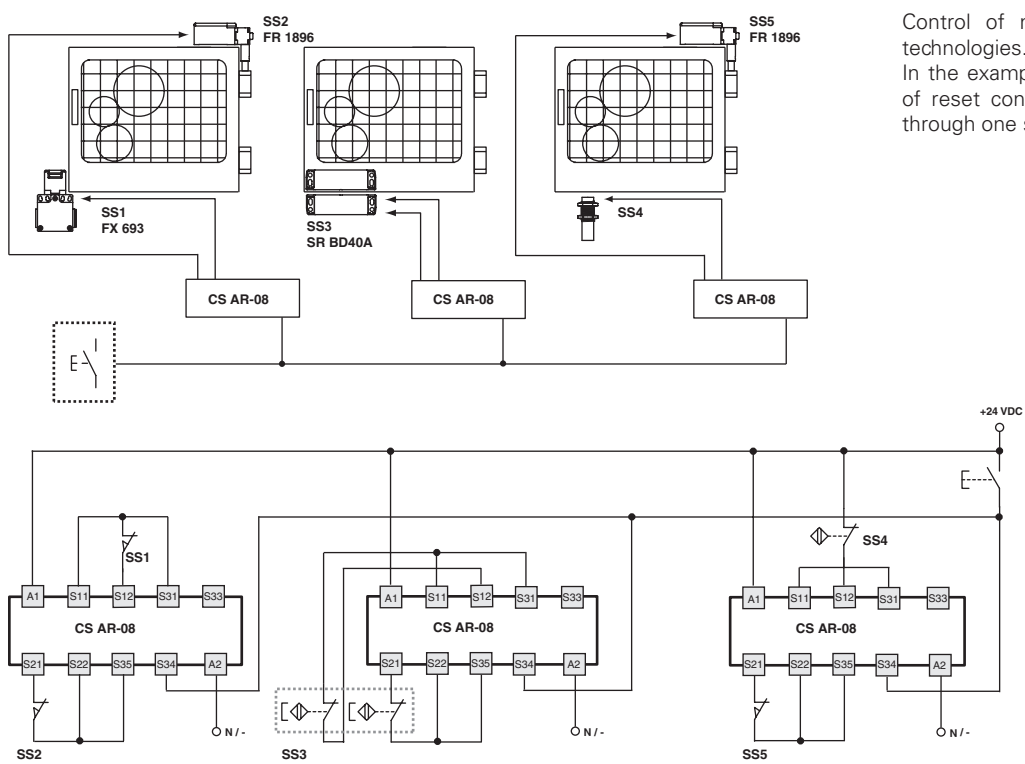 SS2
FR 1896
SS5
FR 1896
Control of
technologies.
In the
of reset
through one
SS1
FX 693
SS3
SR BD40A
SS4
CS AR-08
CS AR-08
CS AR-08
+24 VDC
SS1
SS4
A1 S11 S12 S31 S33
A1 S11 S12 S31 S33
A1 S11 S12 S31 S33
CS AR-08
CS AR-08
CS AR-08
S21 S22 S35 S34 A2
S21 S22 S35 S34 A2
S21 S22 S35 S34 A2
N / -
N / -
N / -
SS2
SS3
SS5